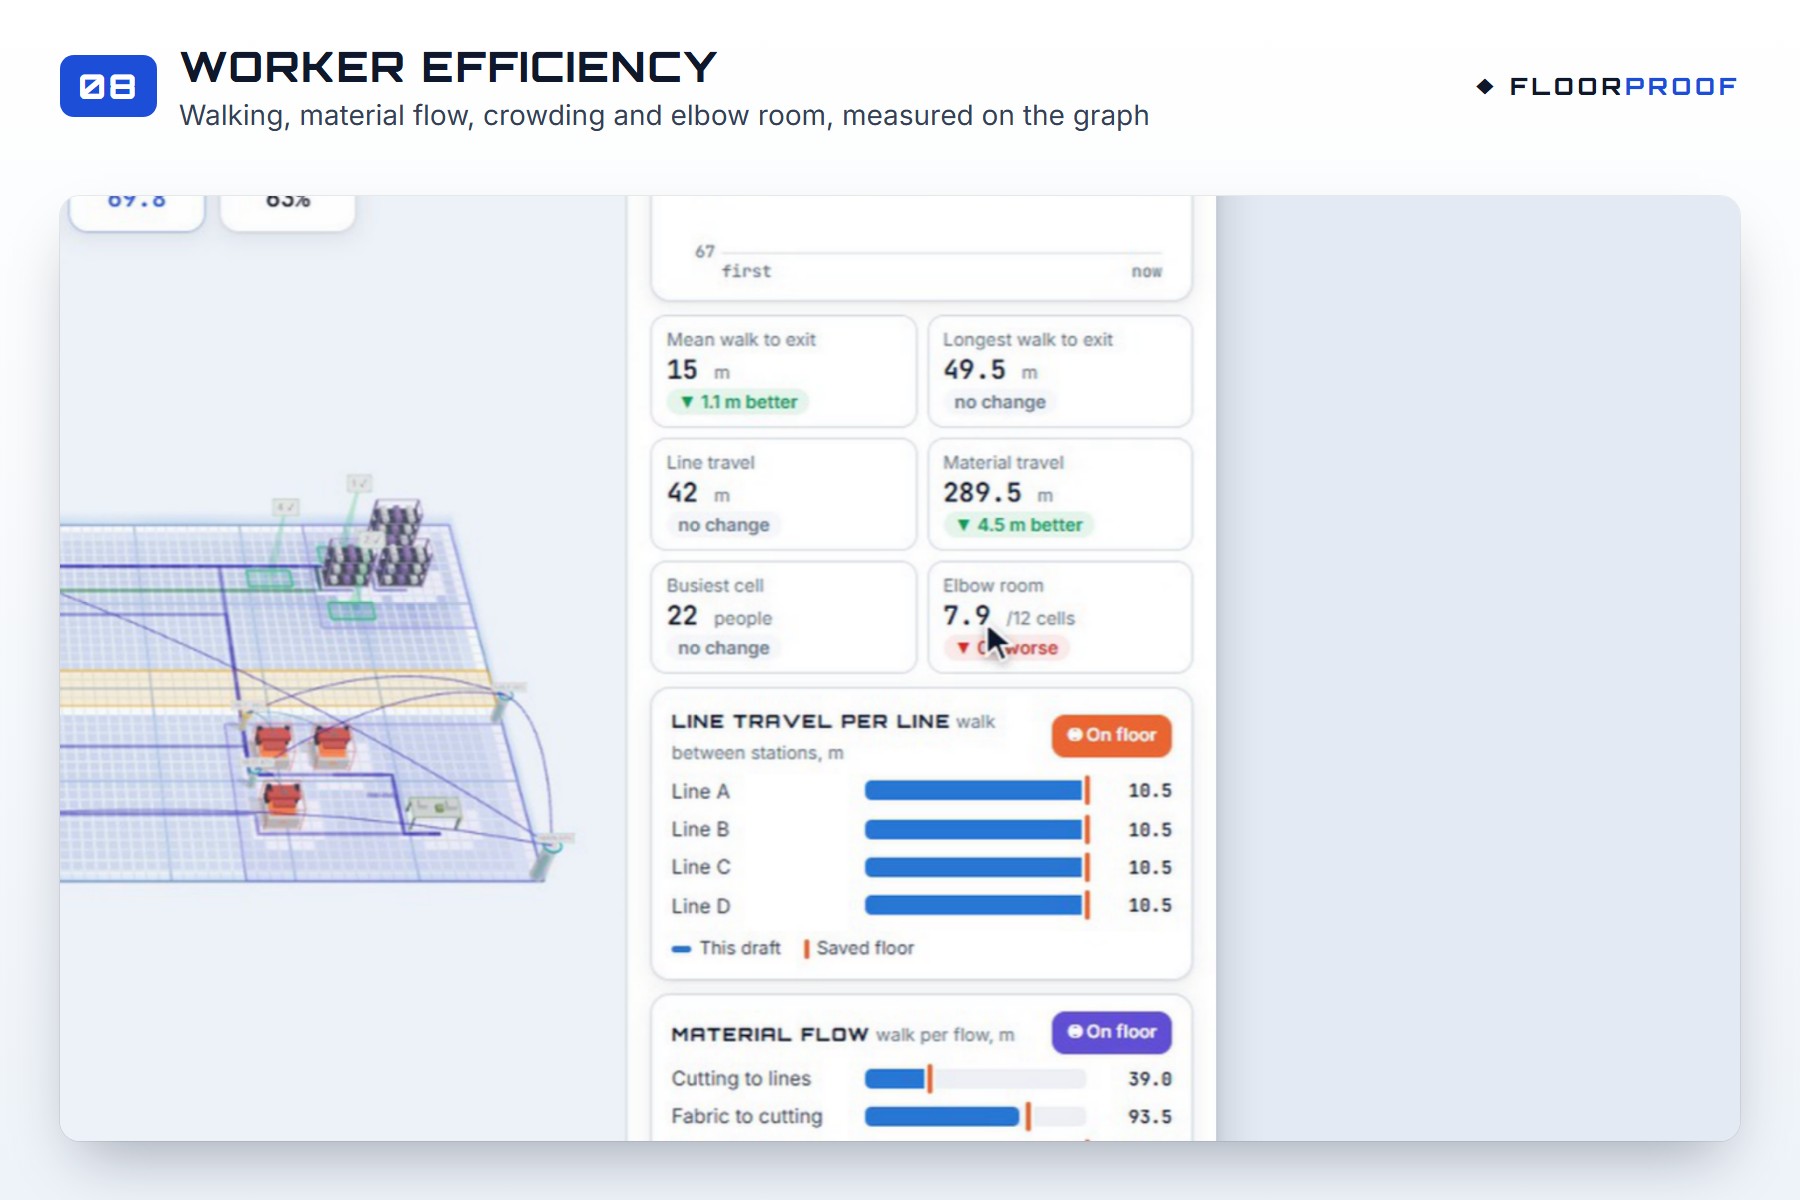 08
WORKER EFFICIENCY
Walking, material flow, crowding and elbow room, measured on the graph
FLOORPROOF
69.8
63%
67
first
now
Mean walk to exit
15 m
▼ 1.1 m better
Longest walk to exit
49.5 m
no change
Line travel
42 m
no change
Material travel
289.5 m
▼ 4.5 m better
Busiest cell
22 people
no change
Elbow room
7.9 /12 cells
▼ worse
LINE TRAVEL PER LINE walk
between stations, m
On floor
Line A 10.5
Line B 10.5
Line C 10.5
Line D 10.5
This draft Saved floor
MATERIAL FLOW walk per flow, m
On floor
Cutting to lines 39.0
Fabric to cutting 93.5